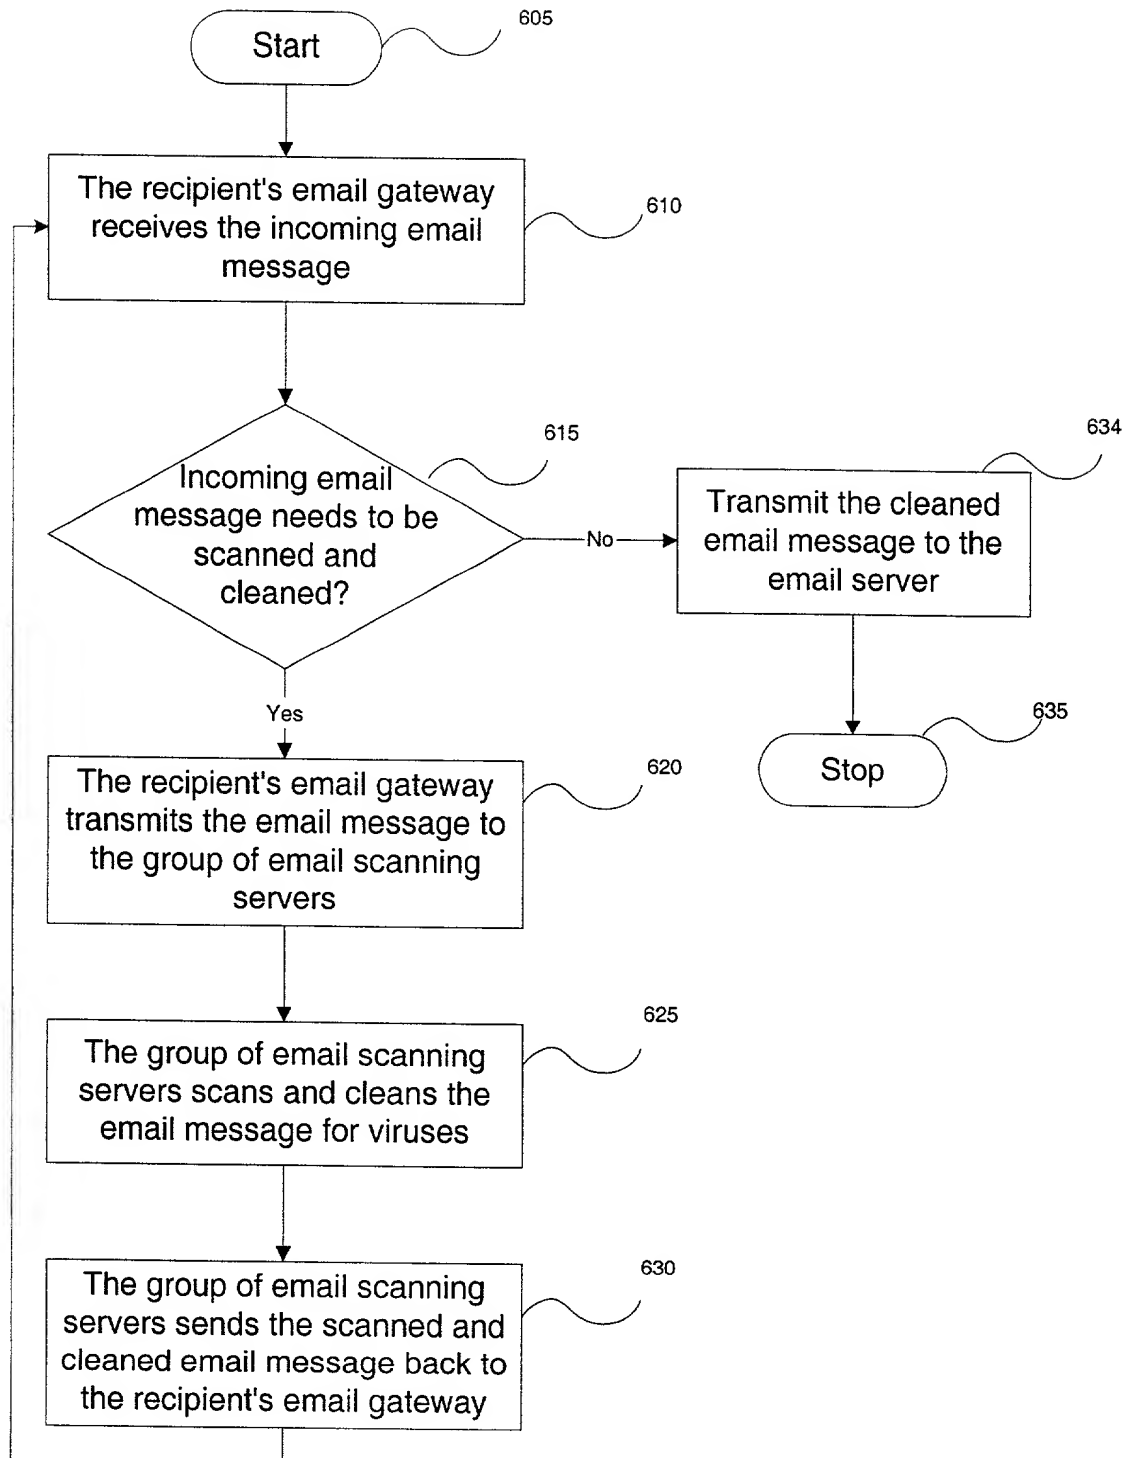 Start
605
The recipient's email gateway
receives the incoming email
message
610
Incoming email
message needs to be
scanned and
cleaned?
615
No
634
Transmit the cleaned
email message to the
email server
Yes
635
Stop
The recipient's email gateway
transmits the email message to
the group of email scanning
servers
620
The group of email scanning
servers scans and cleans the
email message for viruses
625
The group of email scanning
servers sends the scanned and
cleaned email message back to
the recipient's email gateway
630